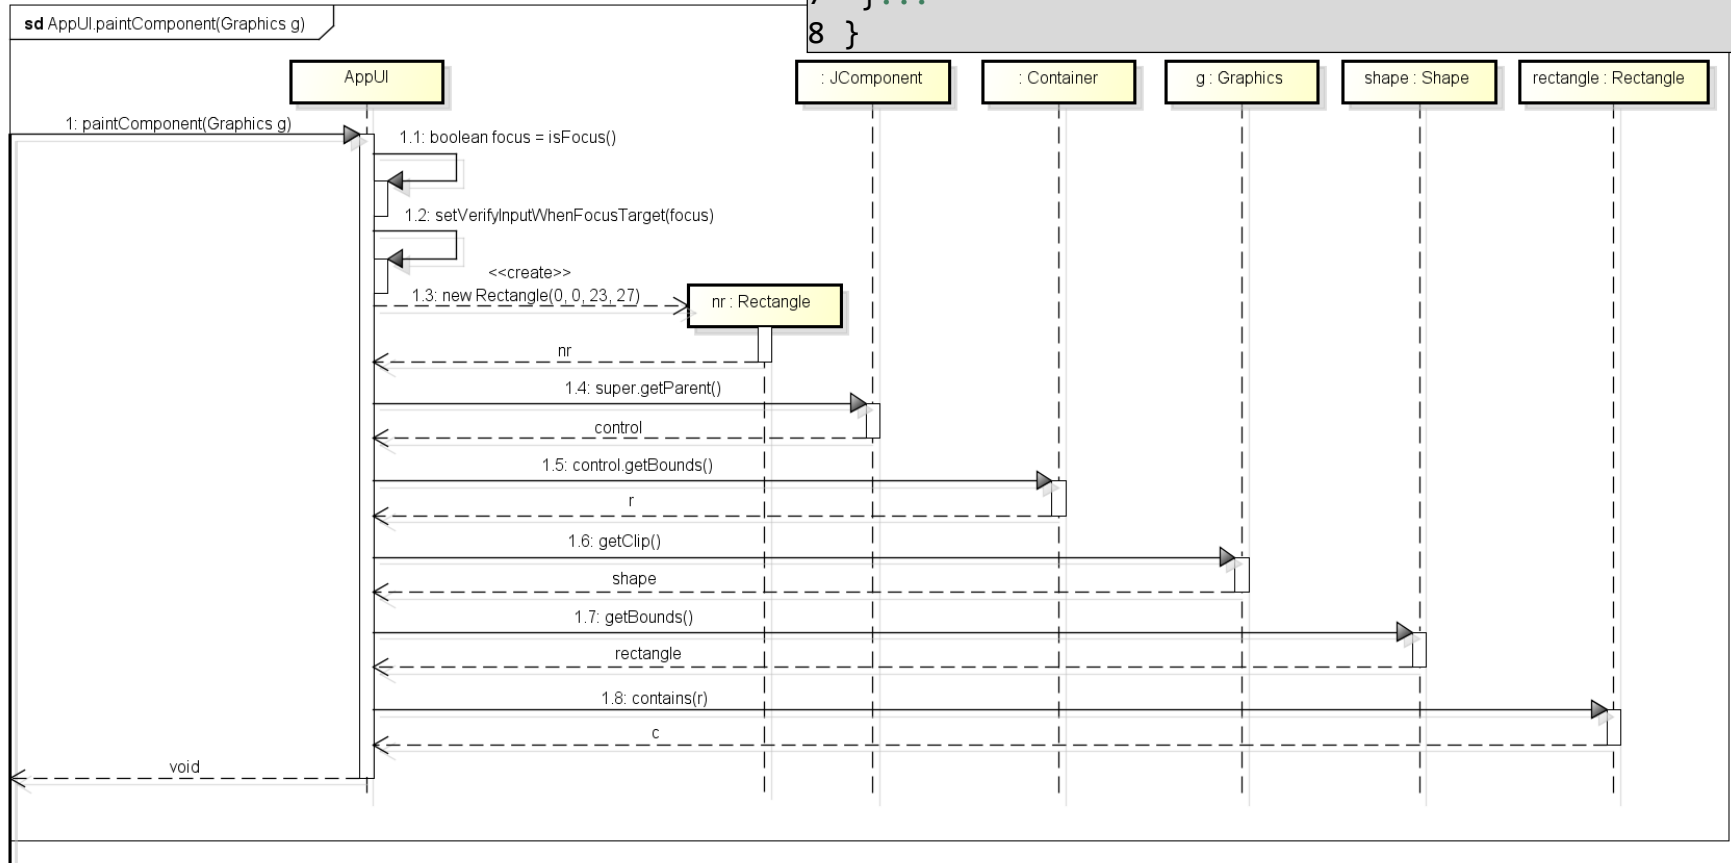 7 }...
8 }
sd AppUI.paintComponent(Graphics g)
AppUI
: JComponent
: Container
g : Graphics
shape : Shape
rectangle : Rectangle
1: paintComponent(Graphics g)
1.1: boolean focus = isFocus()
1.2: setVerifyInputWhenFocusTarget(focus)
<<create>>
1.3: new Rectangle(0, 0, 23, 27)
nr : Rectangle
nr
1.4: super.getParent()
control
1.5: control.getBounds()
r
1.6: getClip()
shape
1.7: getBounds()
rectangle
1.8: contains(r)
c
void